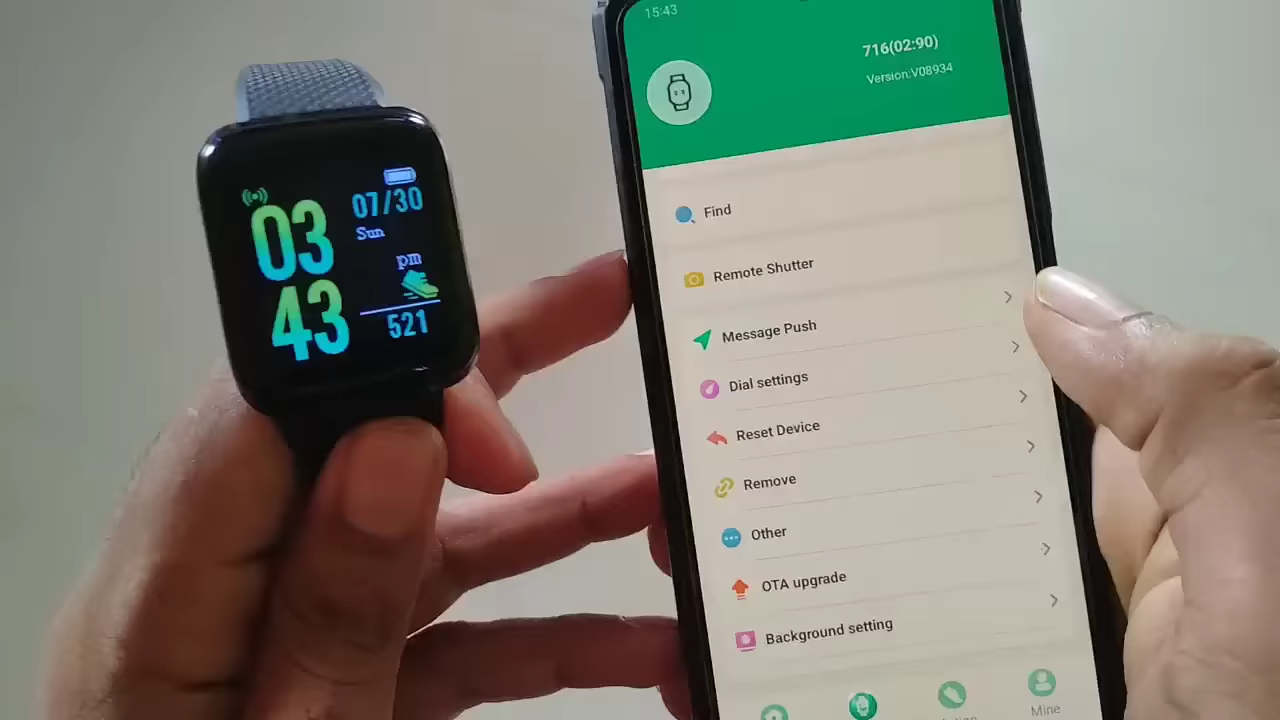 03
43
07/30
Sun
pm
521
15:43
716(02:90)
Version:V08934
Find
Remote Shutter
Message Push
Dial settings
Reset Device
Remove
Other
OTA upgrade
Background setting
Mine